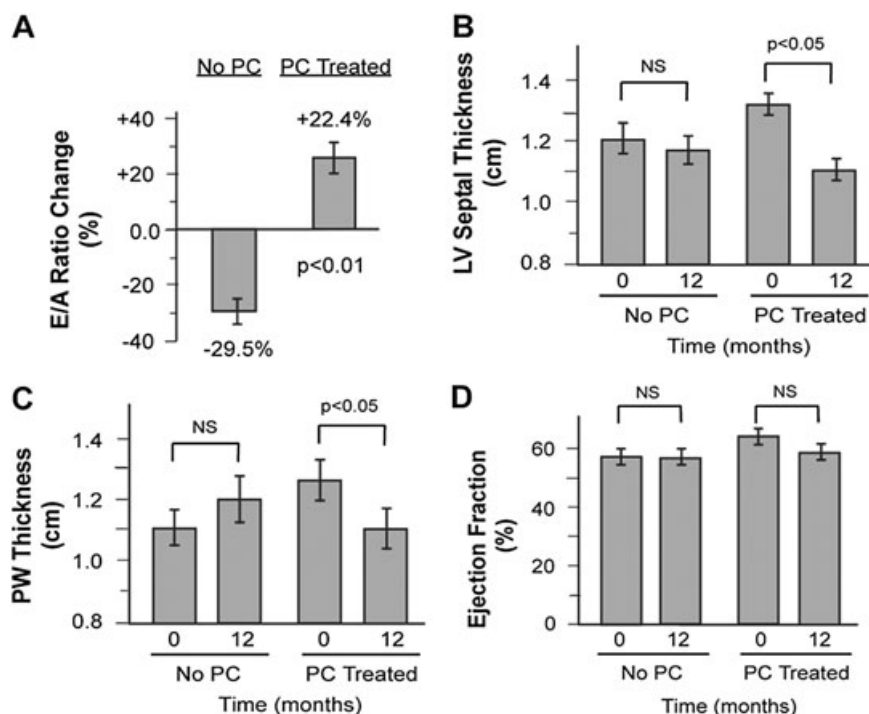 A
No PC PC Treated
+40
+22.4%
+20
0.0
p<0.01
-20
-40
-29.5%
E/A Ratio Change
(%)
B
p<0.05
NS
1.4
1.2
1.0
0.8
LV Septal Thickness
(cm)
0 12 0 12
No PC PC Treated
Time (months)
C
p<0.05
NS
1.4
1.2
1.0
0.8
PW Thickness
(cm)
0 12 0 12
No PC PC Treated
Time (months)
D
NS NS
60
40
20
0
Ejection Fraction
(%)
0 12 0 12
No PC PC Treated
Time (months)